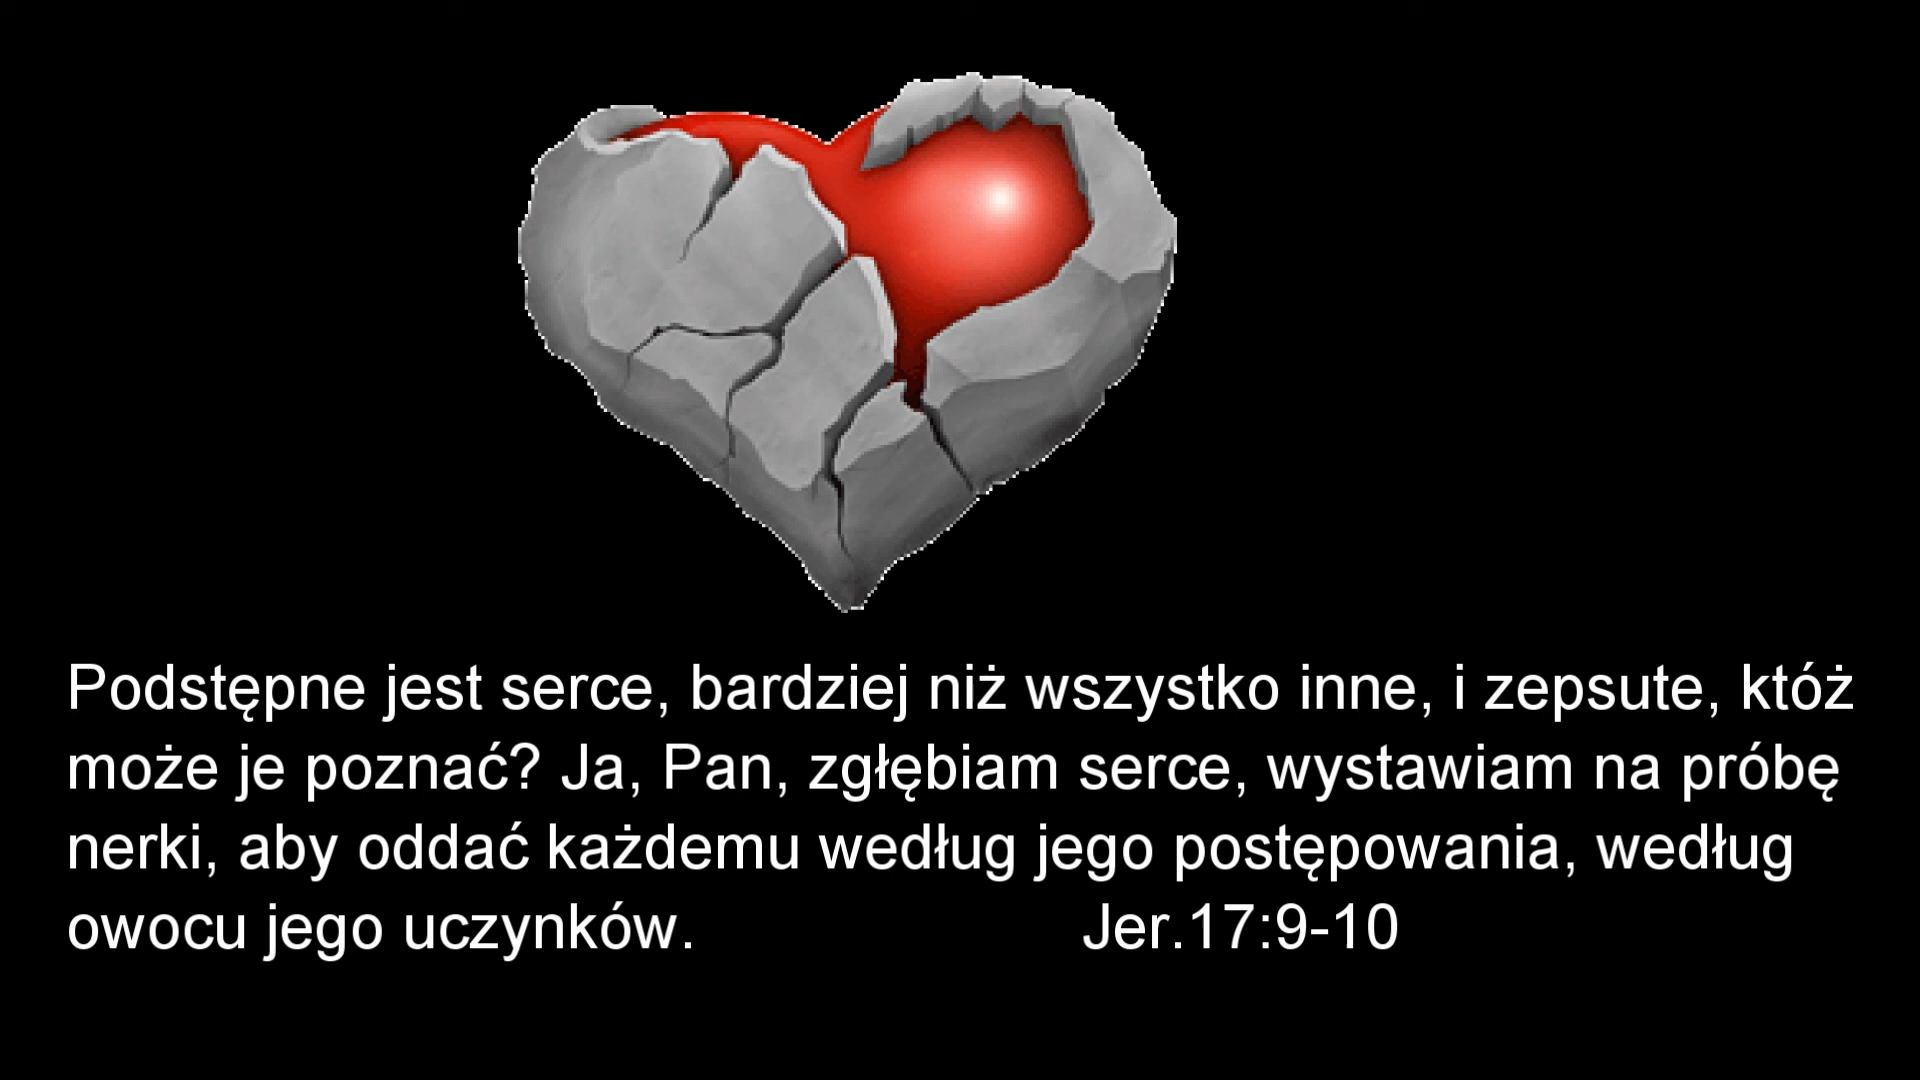 Podstępne jest serce, bardziej niż wszystko inne, i zepsute, któż
może je poznać? Ja, Pan, zgłębiam serce, wystawiam na próbę
nerki, aby oddać każdemu według jego postępowania, według
owocu jego uczynków. Jer.17:9-10